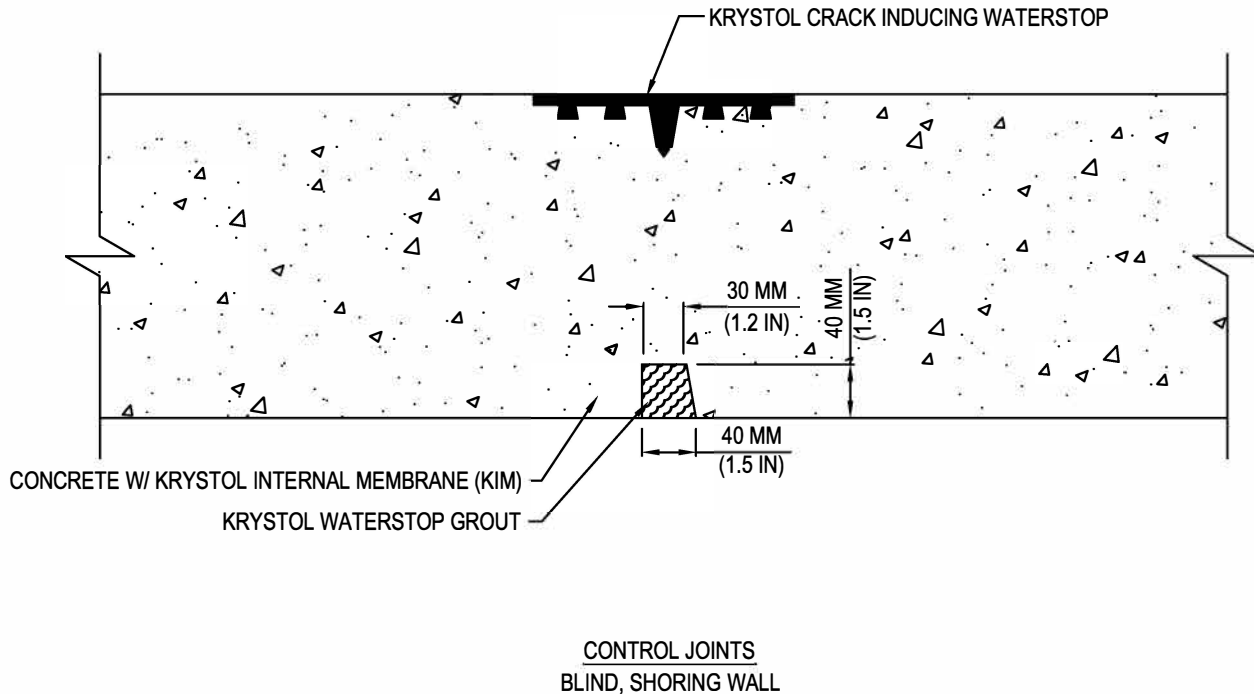 KRYSTOL CRACK INDUCING WATERSTOP
30 MM
(1.2 IN)
40 MM
(1.5 IN)
40 MM
(1.5 IN)
CONCRETE W/ KRYSTOL INTERNAL MEMBRANE (KIM)
KRYSTOL WATERSTOP GROUT
CONTROL JOINTS
BLIND, SHORING WALL